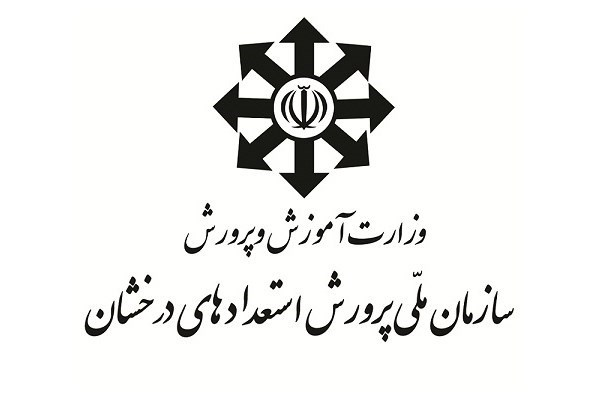 وزارت آموزش و پرورش
سازمان ملّی پرورش استعدادهای درخشان